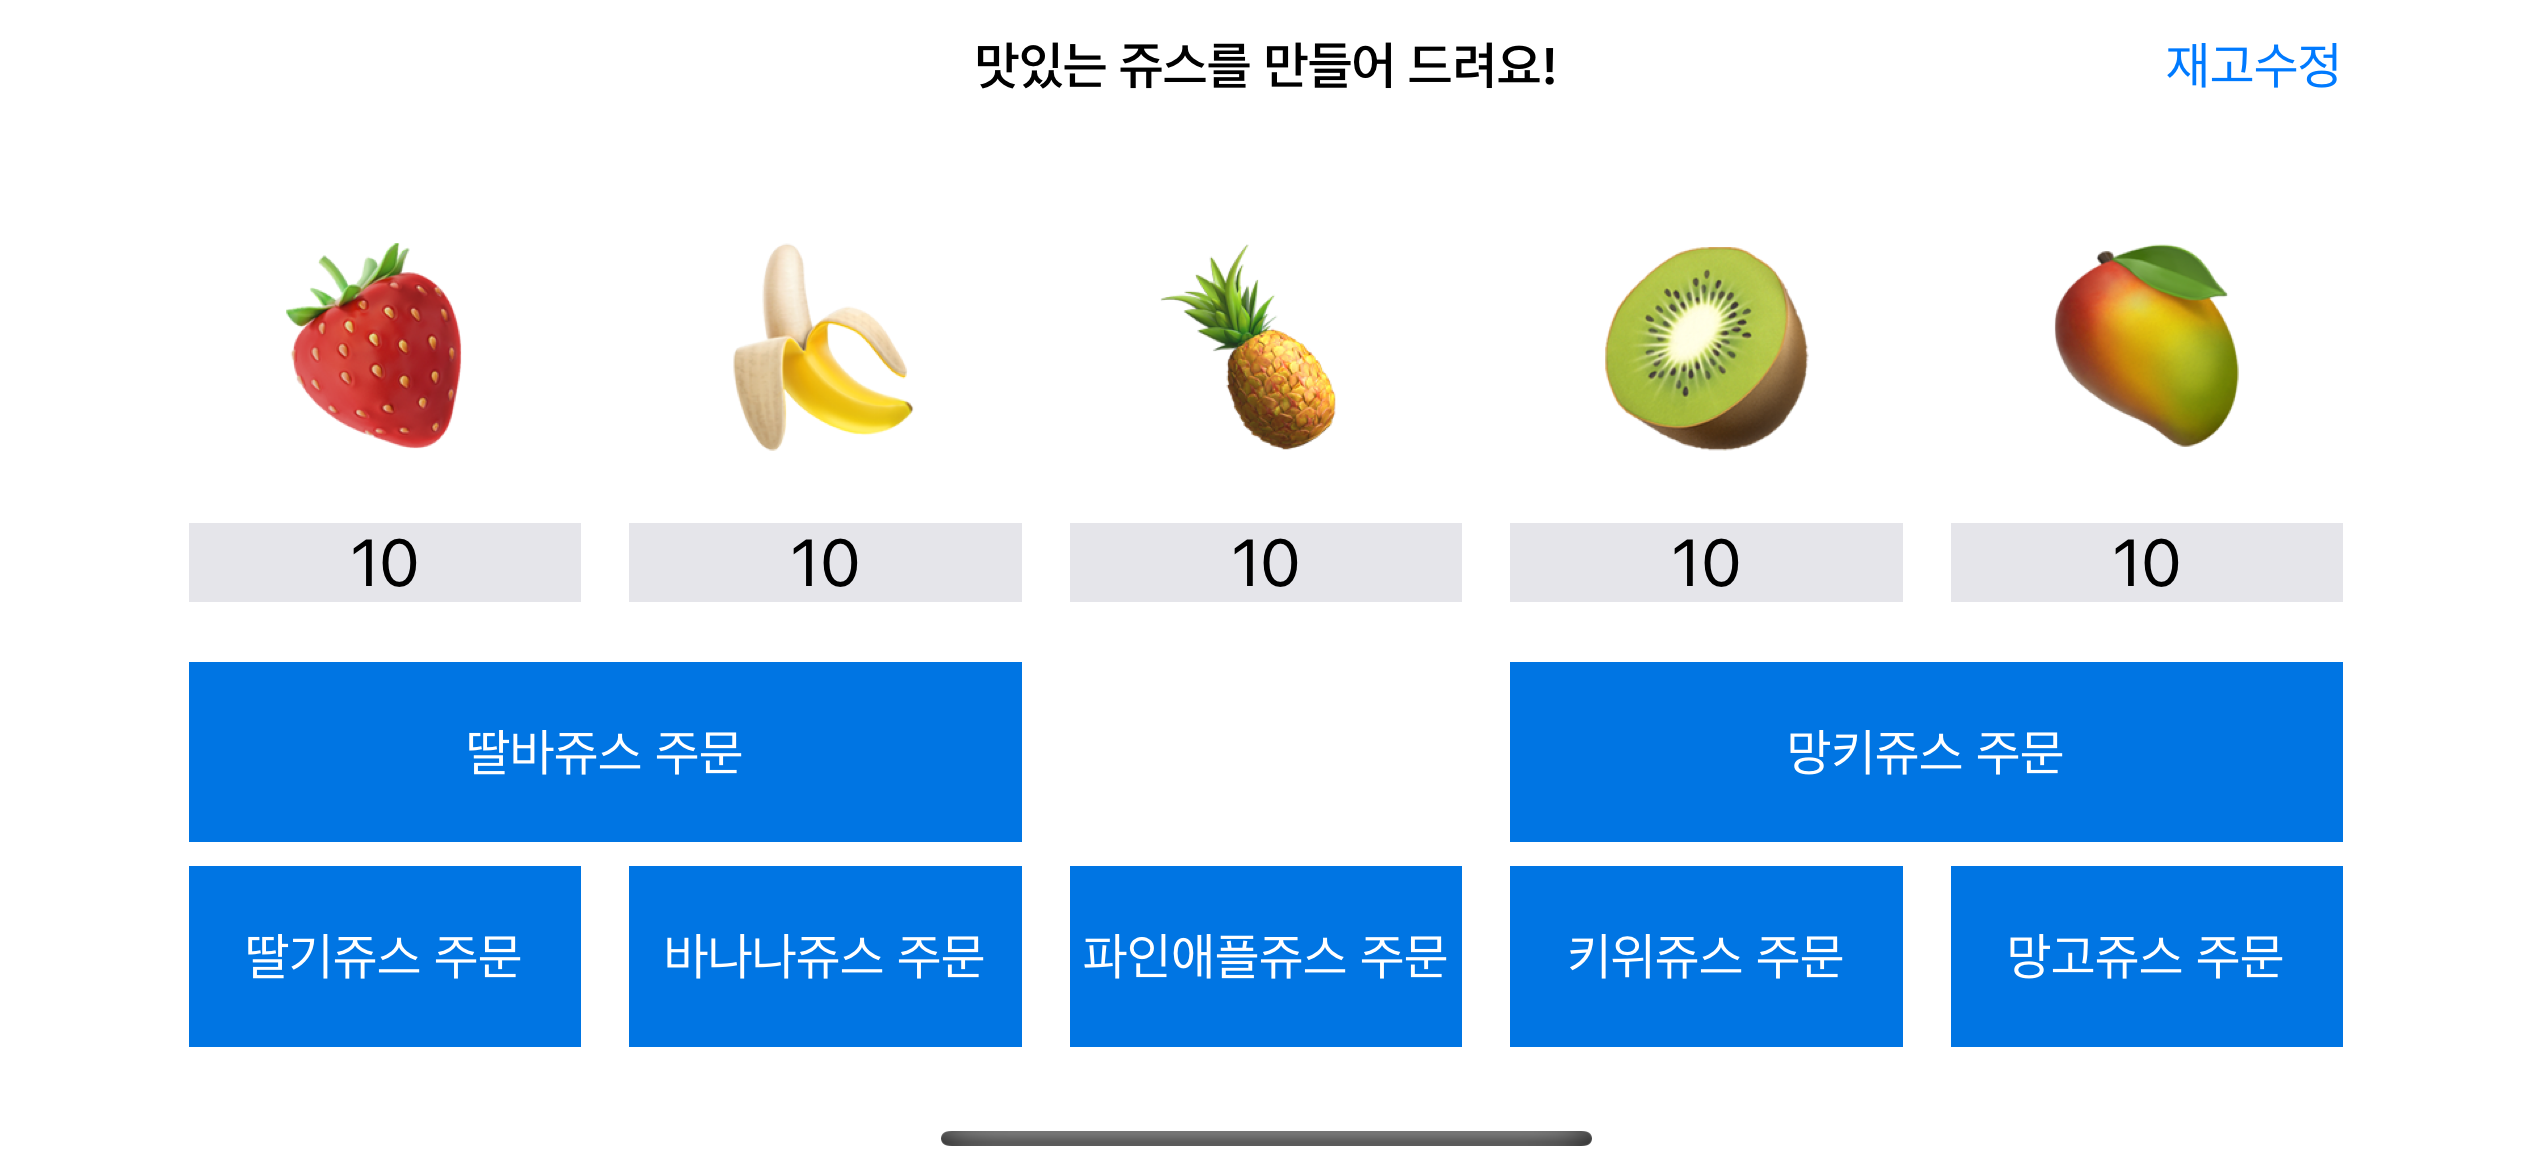 맛있는 쥬스를 만들어 드려요!
재고수정
10 10 10 10 10
딸바쥬스 주문 망키쥬스 주문
딸기쥬스 주문 바나나쥬스 주문 파인애플쥬스 주문 키위쥬스 주문 망고쥬스 주문